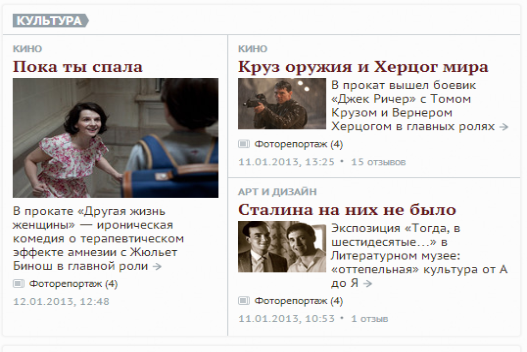 КУЛЬТУРА
КИНО
Пока ты спала
В прокате «Другая жизнь
женщины» — ироническая
комедия о терапевтическом
эффекте амнезии с Жюльет
Бинош в главной роли →
Фоторепортаж (4)
12.01.2013, 12:48
КИНО
Круз оружия и Херцог мира
В прокат вышел боевик
«Джек Ричер» с Томом
Крузом и Вернером
Херцогом в главных ролях →
Фоторепортаж (4)
11.01.2013, 13:25 • 15 отзывов
АРТ И ДИЗАЙН
Сталина на них не было
Экспозиция «Тогда, в
шестидесятые…» в
Литературном музее:
«оттепельная» культура от А
до Я →
Фоторепортаж (4)
11.01.2013, 10:53 • 1 отзыв